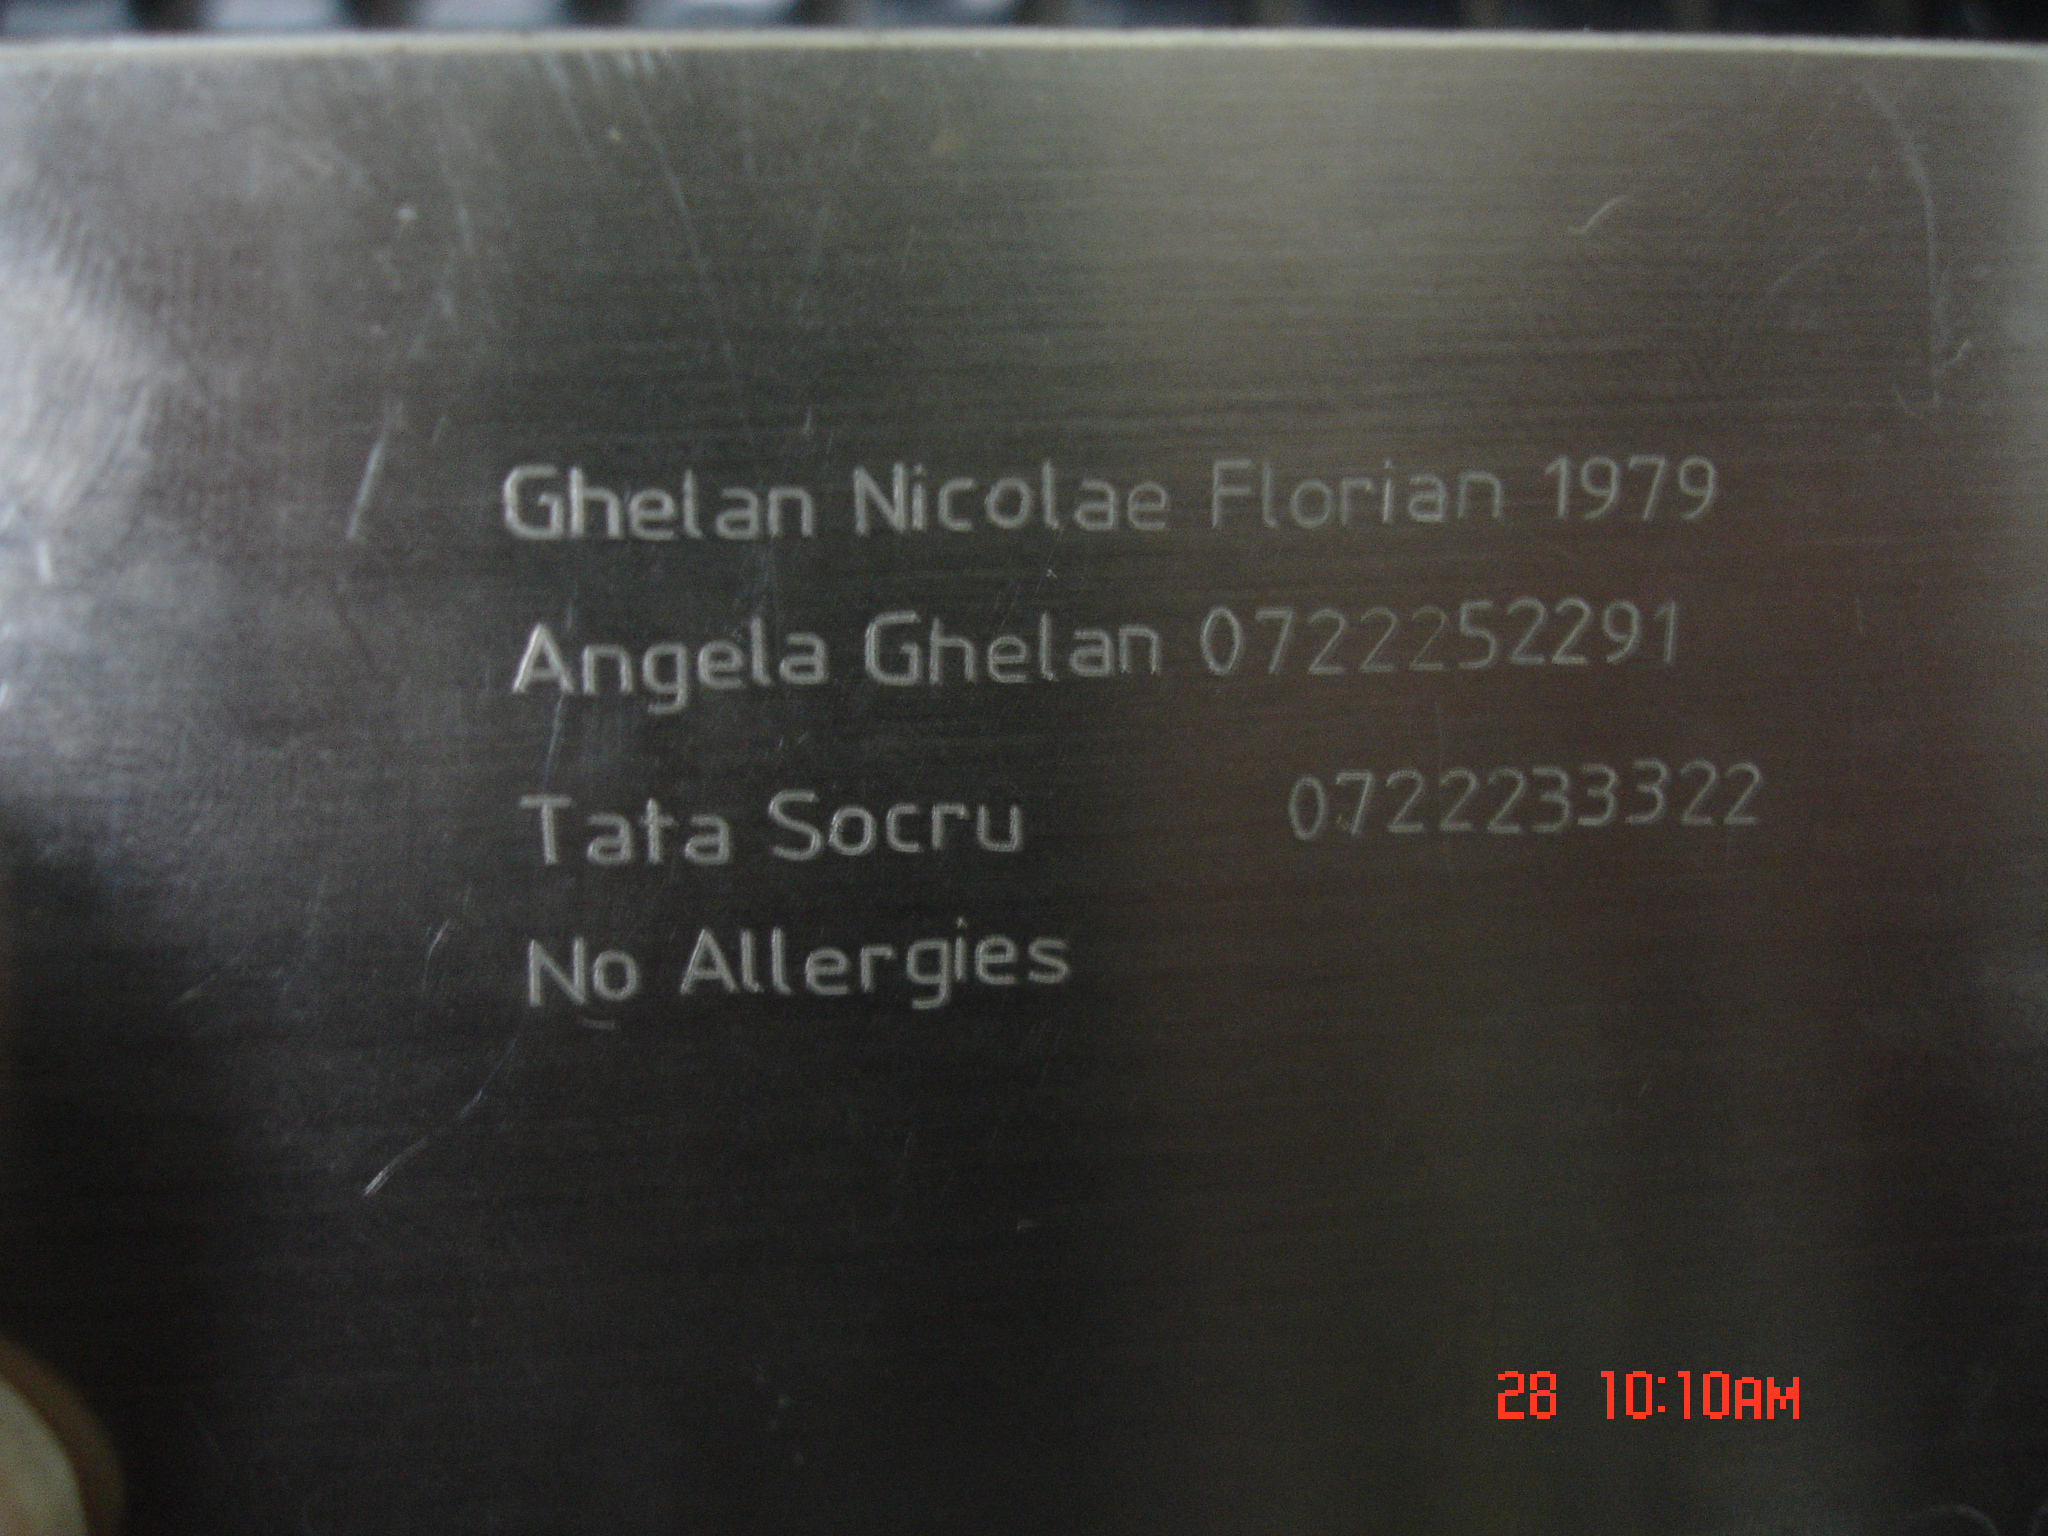 Ghelan Nicolae Florian 1979
Angela Ghelan 0722252291
Tata Socru 0722233322
No Allergies
28 10:10AM